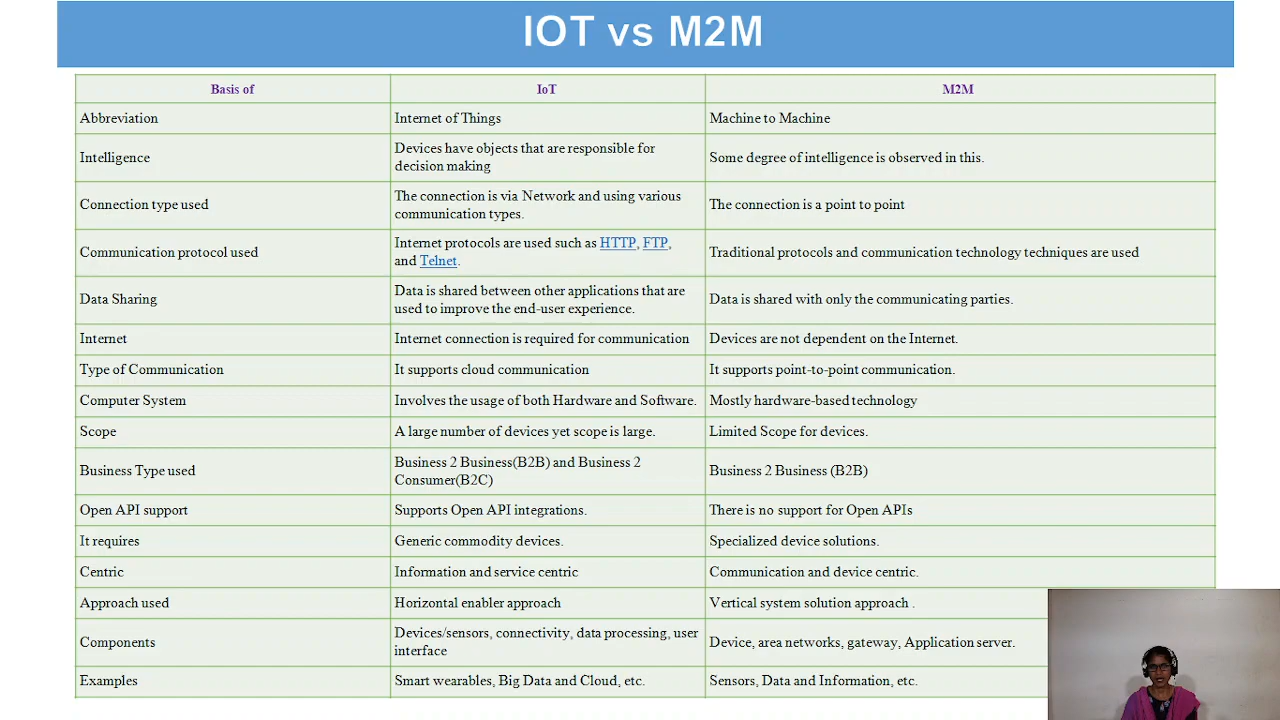 IOT vs M2M
Basis of IoT M2M
Abbreviation Internet of Things Machine to Machine
Intelligence Devices have objects that are responsible for Some degree of intelligence is observed in this.
decision making
Connection type used The connection is via Network and using various The connection is a point to point
communication types.
Communication protocol used Internet protocols are used such as HTTP, FTP, Traditional protocols and communication technology techniques are used
and Telnet.
Data Sharing Data is shared between other applications that are Data is shared with only the communicating parties.
used to improve the end-user experience.
Internet Internet connection is required for communication Devices are not dependent on the Internet.
Type of Communication It supports cloud communication It supports point-to-point communication.
Computer System Involves the usage of both Hardware and Software. Mostly hardware-based technology
Scope A large number of devices yet scope is large. Limited Scope for devices.
Business Type used Business 2 Business(B2B) and Business 2 Business 2 Business (B2B)
Consumer(B2C)
Open API support Supports Open API integrations. There is no support for Open APIs
It requires Generic commodity devices. Specialized device solutions.
Centric Information and service centric Communication and device centric.
Approach used Horizontal enabler approach Vertical system solution approach .
Components Devices/sensors, connectivity, data processing, user Device, area networks, gateway, Application server.
interface
Examples Smart wearables, Big Data and Cloud, etc. Sensors, Data and Information, etc.